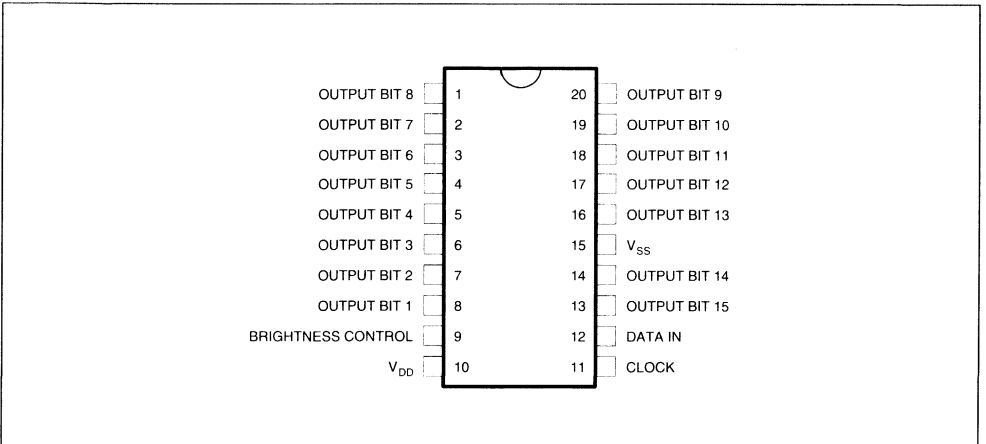 OUTPUT BIT 8 1 20 OUTPUT BIT 9
OUTPUT BIT 7 2 19 OUTPUT BIT 10
OUTPUT BIT 6 3 18 OUTPUT BIT 11
OUTPUT BIT 5 4 17 OUTPUT BIT 12
OUTPUT BIT 4 5 16 OUTPUT BIT 13
OUTPUT BIT 3 6 15 VSS
OUTPUT BIT 2 7 14 OUTPUT BIT 14
OUTPUT BIT 1 8 13 OUTPUT BIT 15
BRIGHTNESS CONTROL 9 12 DATA IN
VDD 10 11 CLOCK